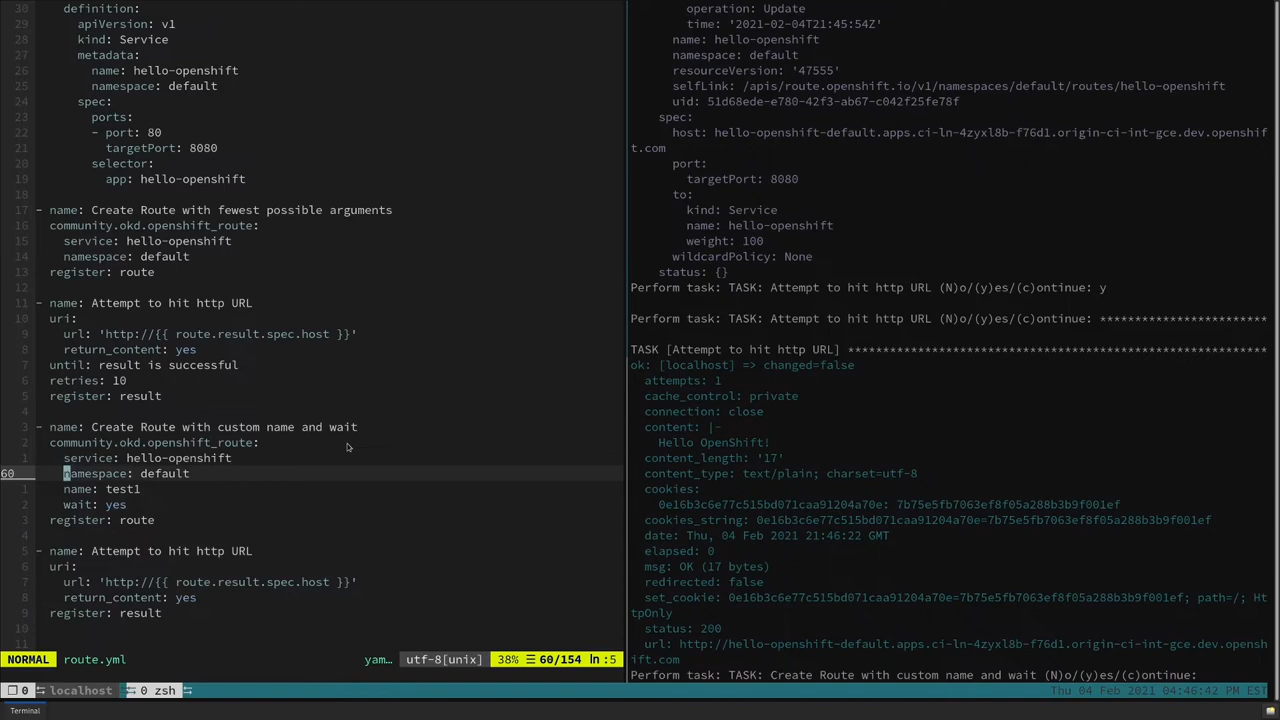 30     definition:
29       apiVersion: v1
28       kind: Service
27       metadata:
26         name: hello-openshift
25         namespace: default
24       spec:
23         ports:
22         - port: 80
21           targetPort: 8080
20         selector:
19           app: hello-openshift
18
17 - name: Create Route with fewest possible arguments
16   community.okd.openshift_route:
15     service: hello-openshift
14     namespace: default
13   register: route
12
11 - name: Attempt to hit http URL
10   uri:
9     url: 'http://{{ route.result.spec.host }}'
8     return_content: yes
7   until: result is successful
6   retries: 10
5   register: result
4
3 - name: Create Route with custom name and wait
2   community.okd.openshift_route:
1     service: hello-openshift
60     namespace: default
1     name: test1
2     wait: yes
3   register: route
4
5 - name: Attempt to hit http URL
6   uri:
7     url: 'http://{{ route.result.spec.host }}'
8     return_content: yes
9   register: result
10
11
NORMAL route.yml yam… utf-8[unix] 38% ☰ 60/154 ln :5
operation: Update
time: '2021-02-04T21:45:54Z'
name: hello-openshift
namespace: default
resourceVersion: '47555'
selfLink: /apis/route.openshift.io/v1/namespaces/default/routes/hello-openshift
uid: 51d68ede-e780-42f3-ab67-c042f25fe78f
spec:
host: hello-openshift-default.apps.ci-ln-4zyxl8b-f76d1.origin-ci-int-gce.dev.openshif
t.com
port:
targetPort: 8080
to:
kind: Service
name: hello-openshift
weight: 100
wildcardPolicy: None
status: {}
Perform task: TASK: Attempt to hit http URL (N)o/(y)es/(c)ontinue: y
Perform task: TASK: Attempt to hit http URL (N)o/(y)es/(c)ontinue: *************************
TASK [Attempt to hit http URL] *************************************************************
ok: [localhost] => changed=false
attempts: 1
cache_control: private
connection: close
content: |-
Hello OpenShift!
content_length: '17'
content_type: text/plain; charset=utf-8
cookies:
0e16b3c6e77c515bd071caa91204a70e: 7b75e5fb7063ef8f05a288b3b9f001ef
cookies_string: 0e16b3c6e77c515bd071caa91204a70e=7b75e5fb7063ef8f05a288b3b9f001ef
date: Thu, 04 Feb 2021 21:46:22 GMT
elapsed: 0
msg: OK (17 bytes)
redirected: false
set_cookie: 0e16b3c6e77c515bd071caa91204a70e=7b75e5fb7063ef8f05a288b3b9f001ef; path=/; Ht
tpOnly
status: 200
url: http://hello-openshift-default.apps.ci-ln-4zyxl8b-f76d1.origin-ci-int-gce.dev.opensh
ift.com
Perform task: TASK: Create Route with custom name and wait (N)o/(y)es/(c)ontinue:
0 localhost 0 zsh Thu 04 Feb 2021 04:46:42 PM EST
Terminal